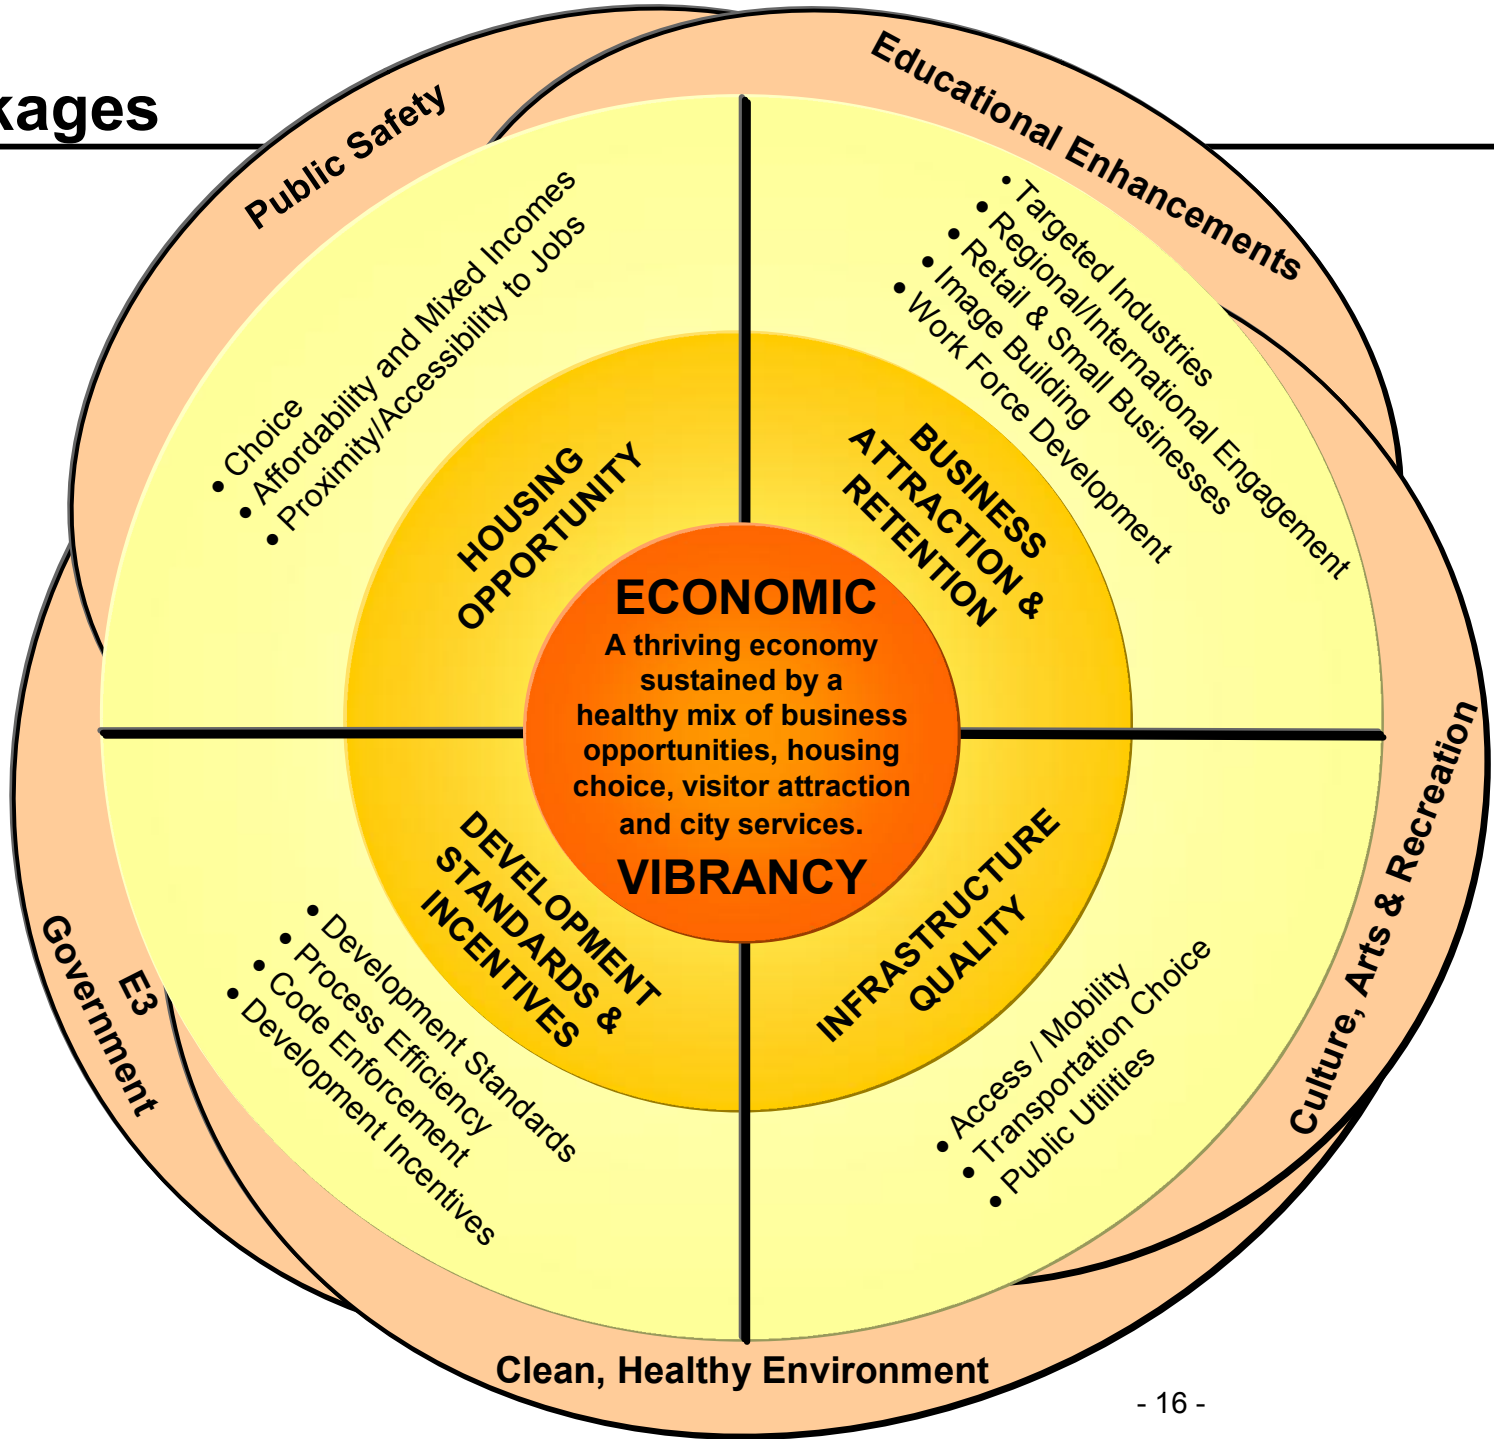 kages
Public Safety
Educational Enhancements
• Choice
• Affordability and Mixed Incomes
• Proximity/Accessibility to Jobs
• Targeted Industries
• Regional/International Engagement
• Retail & Small Businesses
• Image Building
• Work Force Development
HOUSING
OPPORTUNITY
BUSINESS
ATTRACTION &
RETENTION
ECONOMIC
A thriving economy
sustained by a
healthy mix of business
opportunities, housing
choice, visitor attraction
and city services.
VIBRANCY
DEVELOPMENT
STANDARDS &
INCENTIVES
INFRASTRUCTURE
QUALITY
• Development Standards
• Process Efficiency
• Code Enforcement
• Development Incentives
• Access / Mobility
• Transportation Choice
• Public Utilities
E3
Government
Culture, Arts & Recreation
Clean, Healthy Environment
- 16 -